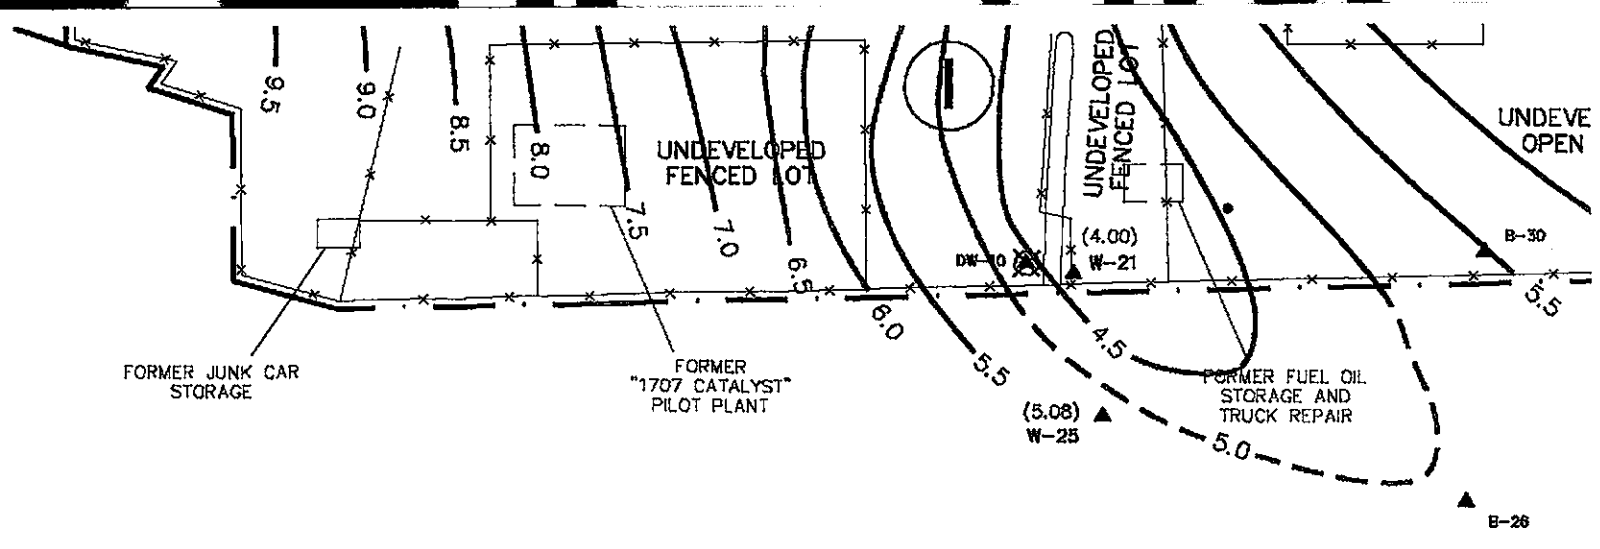 9.5
9.0
8.5
8.0
7.5
7.0
6.5
6.0
5.5
4.5
5.0
5.5
UNDEVELOPED
FENCED LOT
UNDEVELOPED
FENCED LOT
UNDEVE
OPEN
B-30
(4.00)
W-21
DW-10
FORMER JUNK CAR
STORAGE
FORMER
"1707 CATALYST"
PILOT PLANT
FORMER FUEL OIL
STORAGE AND
TRUCK REPAIR
(5.08)
W-25
B-26